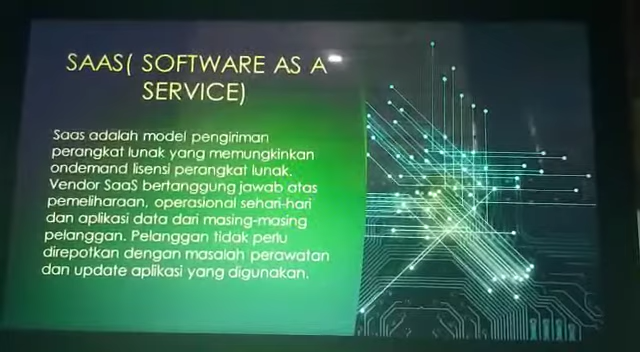 SAAS( SOFTWARE AS A
SERVICE)
Saas adalah model pengiriman
perangkat lunak yang memungkinkan
ondemand lisensi perangkat lunak.
Vendor SaaS bertanggung jawab atas
pemeliharaan, operasional sehari-hari
dan aplikasi data dari masing-masing
pelanggan. Pelanggan tidak perlu
direpotkan dengan masalah perawatan
dan update aplikasi yang digunakan.